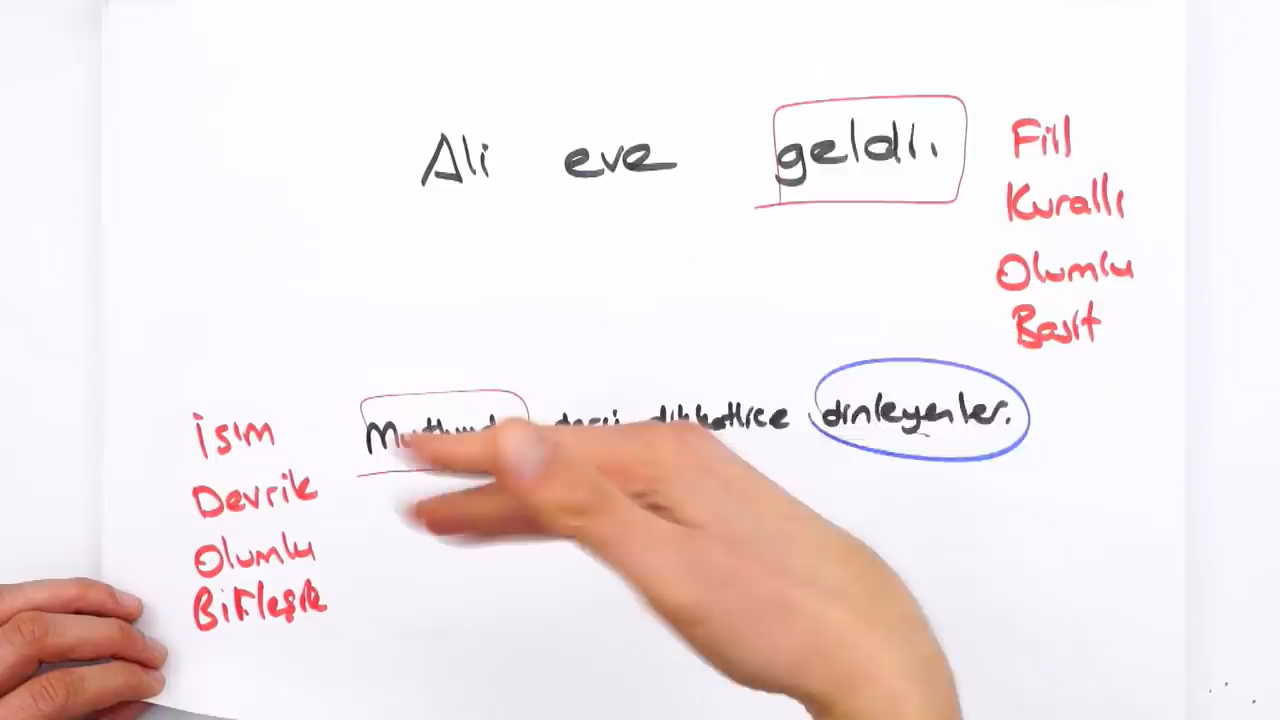 Ali eve geldi.
Fiil
Kurallı
Olumlu
Basit
dinleyenler.
İsim
Devrik
Olumlu
Birleşik